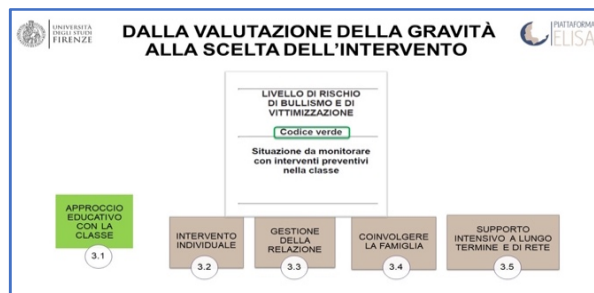 UNIVERSITÀ
DEGLI STUDI
FIRENZE
DALLA VALUTAZIONE DELLA GRAVITÀ
ALLA SCELTA DELL'INTERVENTO
PIATTAFORMA
ELISA
LIVELLO DI RISCHIO
DI BULLISMO E DI
VITTIMIZZAZIONE
Codice verde
Situazione da monitorare
con interventi preventivi
nella classe
APPROCCIO
EDUCATIVO
CON LA
CLASSE
3.1
INTERVENTO
INDIVIDUALE
3.2
GESTIONE
DELLA
RELAZIONE
3.3
COINVOLGERE
LA FAMIGLIA
3.4
SUPPORTO
INTENSIVO A LUNGO
TERMINE E DI RETE
3.5